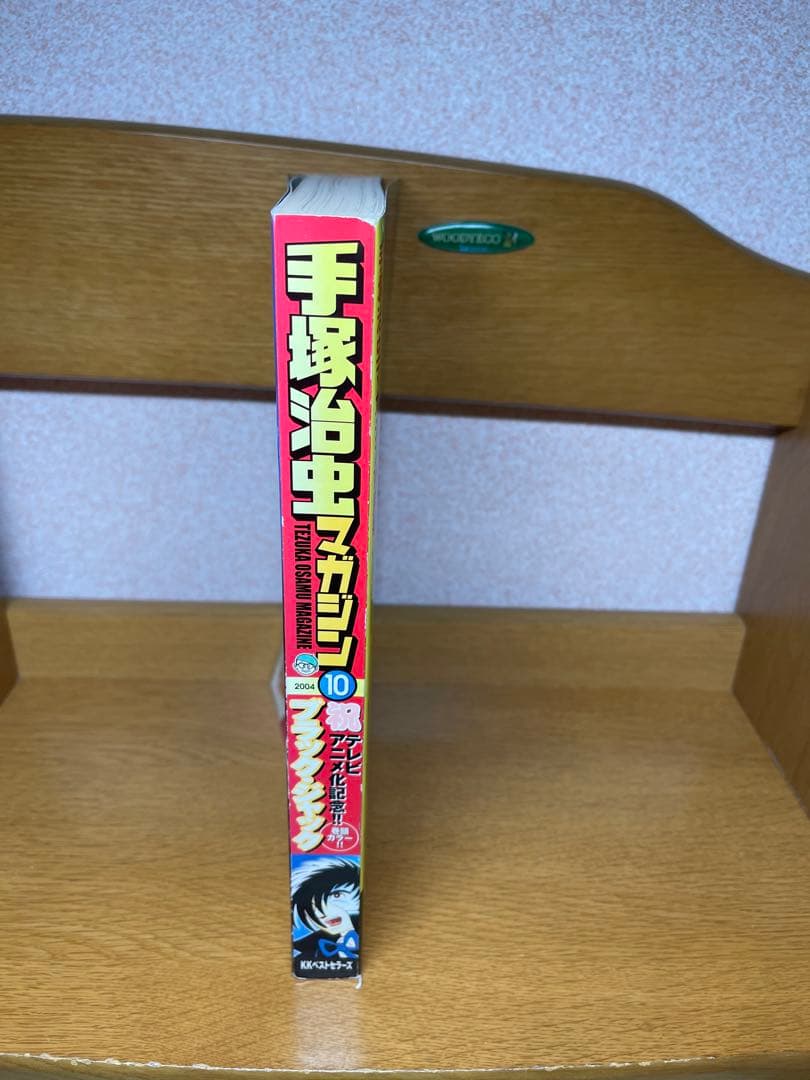 手塚治虫マガジン
TEZUKA OSAMU MAGAZINE
2004
10
祝
テレビ
アニメ化記念!!
ブラック・ジャック
巻頭
カラー!!
KKベストセラーズ
WOODYECO